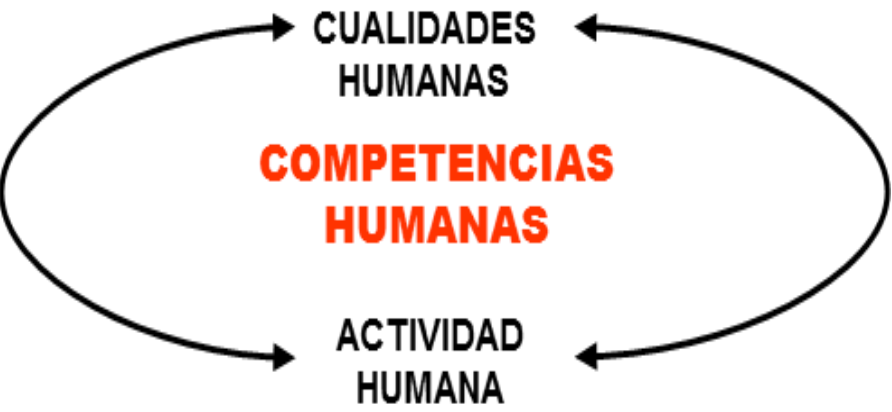 CUALIDADES
HUMANAS
COMPETENCIAS
HUMANAS
ACTIVIDAD
HUMANA